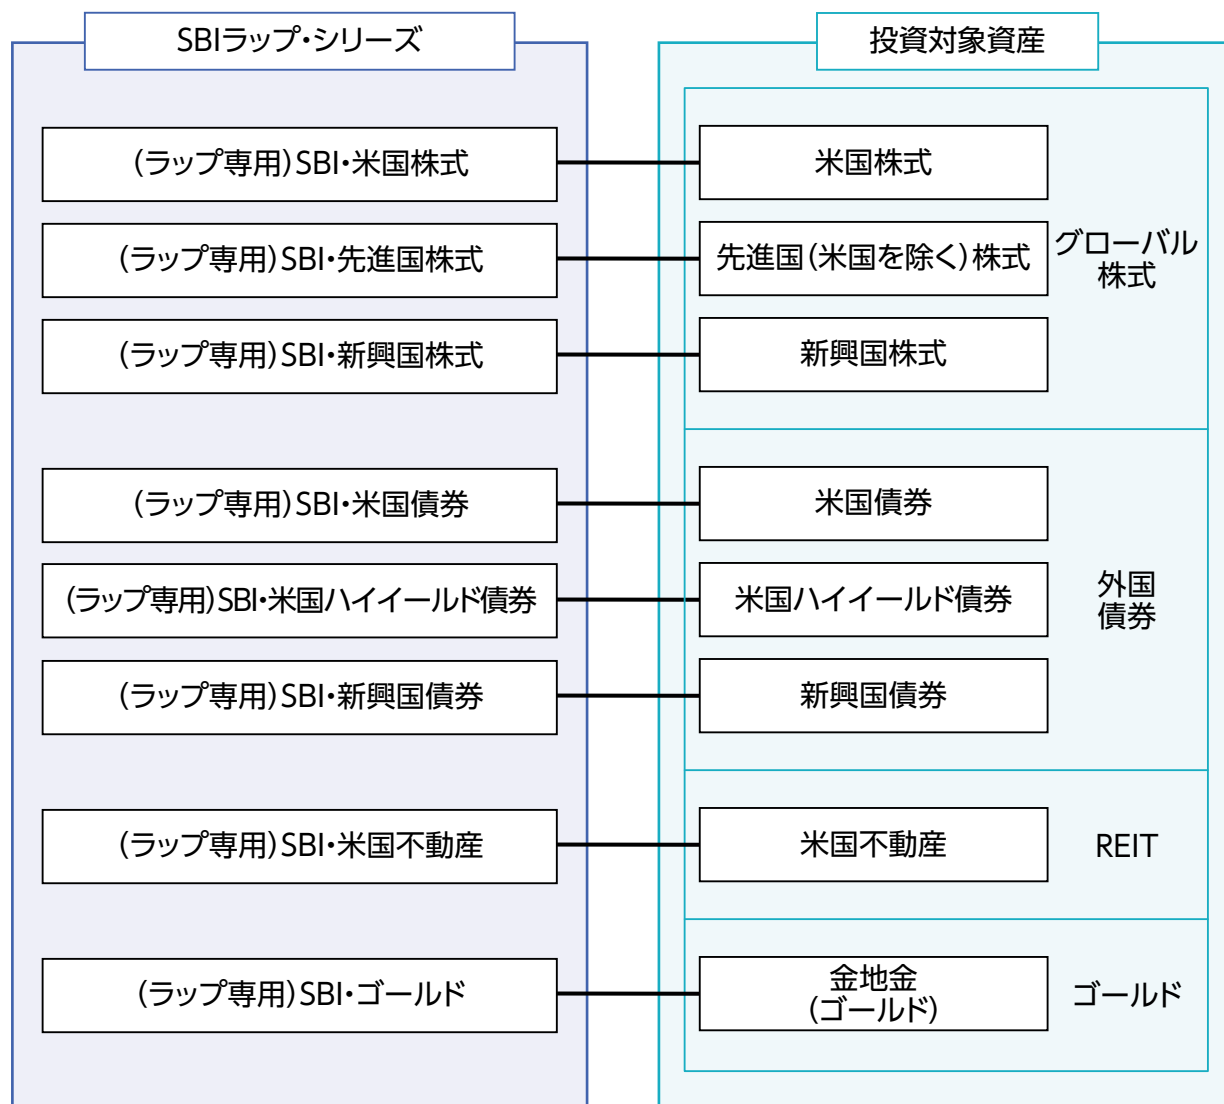 SBIラップ・シリーズ
投資対象資産
(ラップ専用)SBI・米国株式
米国株式
(ラップ専用)SBI・先進国株式
先進国(米国を除く)株式
グローバル
株式
(ラップ専用)SBI・新興国株式
新興国株式
(ラップ専用)SBI・米国債券
米国債券
(ラップ専用)SBI・米国ハイイールド債券
米国ハイイールド債券
外国
債券
(ラップ専用)SBI・新興国債券
新興国債券
(ラップ専用)SBI・米国不動産
米国不動産
REIT
(ラップ専用)SBI・ゴールド
金地金
(ゴールド)
ゴールド